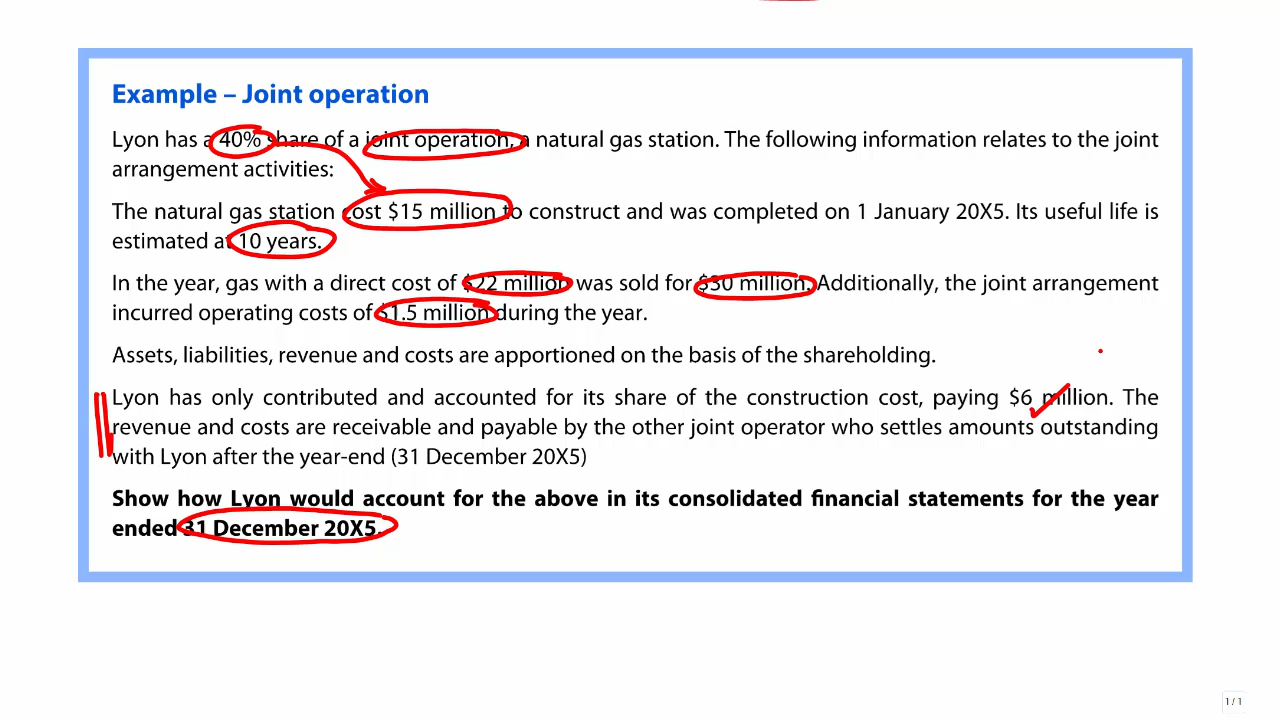 Example – Joint operation
Lyon has a 40% share of a joint operation, a natural gas station. The following information relates to the joint
arrangement activities:
The natural gas station cost $15 million to construct and was completed on 1 January 20X5. Its useful life is
estimated at 10 years.
In the year, gas with a direct cost of $22 million was sold for $30 million. Additionally, the joint arrangement
incurred operating costs of $1.5 million during the year.
Assets, liabilities, revenue and costs are apportioned on the basis of the shareholding.
Lyon has only contributed and accounted for its share of the construction cost, paying $6 million. The
revenue and costs are receivable and payable by the other joint operator who settles amounts outstanding
with Lyon after the year-end (31 December 20X5)
Show how Lyon would account for the above in its consolidated financial statements for the year
ended 31 December 20X5.
1 / 1